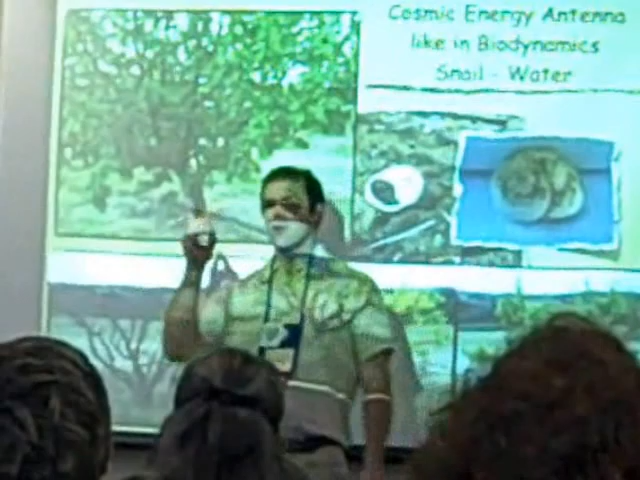 Cosmic Energy Antenna
like in Biodynamics
Snail - Water